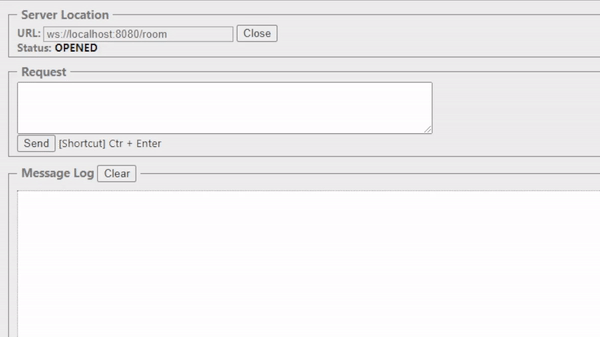 Server Location
URL: ws://localhost:8080/room Close
Status: OPENED
Request
Send [Shortcut] Ctr + Enter
Message Log Clear